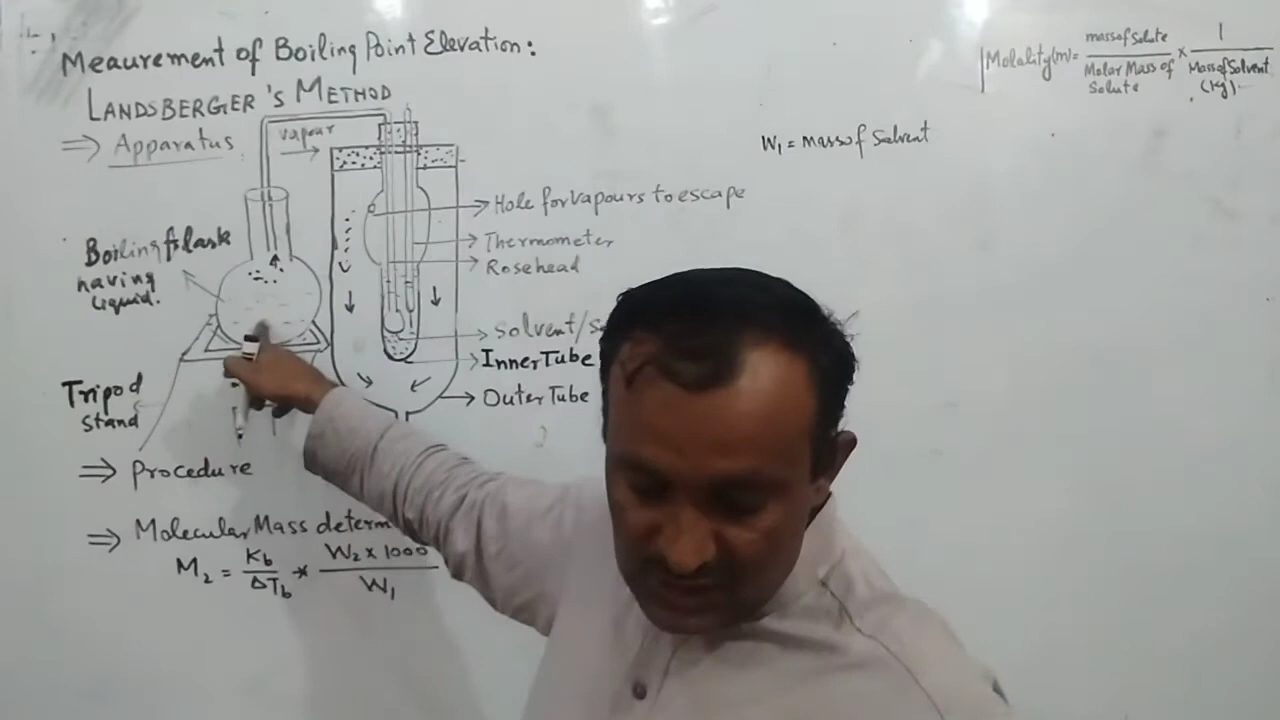 Meaurement of Boiling Point Elevation:
LANDSBERGER'S METHOD
⇒ Apparatus
vapour
Boiling flask
having
liquid.
Tripod
stand
Hole for vapours to escape
Thermometer
Rosehead
solvent/
Inner Tube
Outer Tube
⇒ Procedure
⇒ Molecular Mass
M₂ = Kb/ΔTb × W₂ x 1000/W₁
Molality(m) = mass of solute/Molar Mass of solute × 1/Mass of Solvent (Kg)
W₁ = mass of solvent